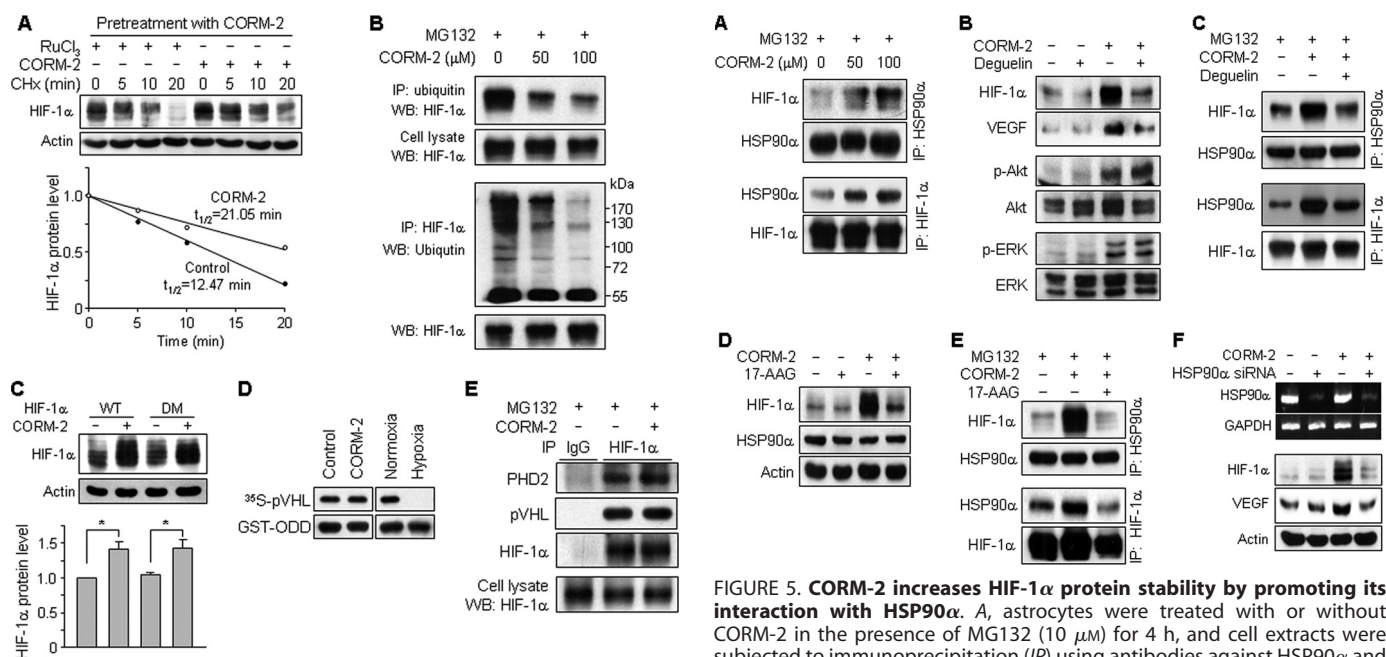 A
Pretreatment with CORM-2
RuCl3 + + + +
CORM-2 + + + +
CHx (min) 0 5 10 20 0 5 10 20
HIF-1α
Actin
HIF-1α protein level
1.0
0.5
0
CORM-2
t1/2=21.05 min
Control
t1/2=12.47 min
0 5 10 15 20
Time (min)
B
MG132 + + +
CORM-2 (µM) 0 50 100
IP: ubiquitin
WB: HIF-1α
Cell lysate
WB: HIF-1α
kDa
170
130
100
72
55
IP: HIF-1α
WB: Ubiqutin
WB: HIF-1α
C
HIF-1α WT DM
CORM-2 – + – +
HIF-1α
Actin
HIF-1α protein level
1.5
1.0
0.5
0
* *
D
Control
CORM-2
Normoxia
Hypoxia
35S-pVHL
GST-ODD
E
MG132 + + +
CORM-2 – – +
IP IgG HIF-1α
PHD2
pVHL
HIF-1α
Cell lysate
WB: HIF-1α
A
MG132 + + +
CORM-2 (µM) 0 50 100
HIF-1α
HSP90α
IP: HSP90α
HSP90α
HIF-1α
IP: HIF-1α
B
CORM-2 – – + +
Deguelin – + – +
HIF-1α
VEGF
p-Akt
Akt
p-ERK
ERK
C
MG132 + + +
CORM-2 – + +
Deguelin – – +
HIF-1α
HSP90α
IP: HSP90α
HSP90α
HIF-1α
IP: HIF-1α
D
CORM-2 – – + +
17-AAG – + – +
HIF-1α
HSP90α
Actin
E
MG132 + + +
CORM-2 – + +
17-AAG – – +
HIF-1α
HSP90α
IP: HSP90α
HSP90α
HIF-1α
IP: HIF-1α
F
CORM-2 – – + +
HSP90α siRNA – + – +
HSP90α
GAPDH
HIF-1α
VEGF
Actin
FIGURE 5. CORM-2 increases HIF-1α protein stability by promoting its
interaction with HSP90α. A, astrocytes were treated with or without
CORM-2 in the presence of MG132 (10 µM) for 4 h, and cell extracts were
subjected to immunoprecipitation (IP) using antibodies against HSP90α and